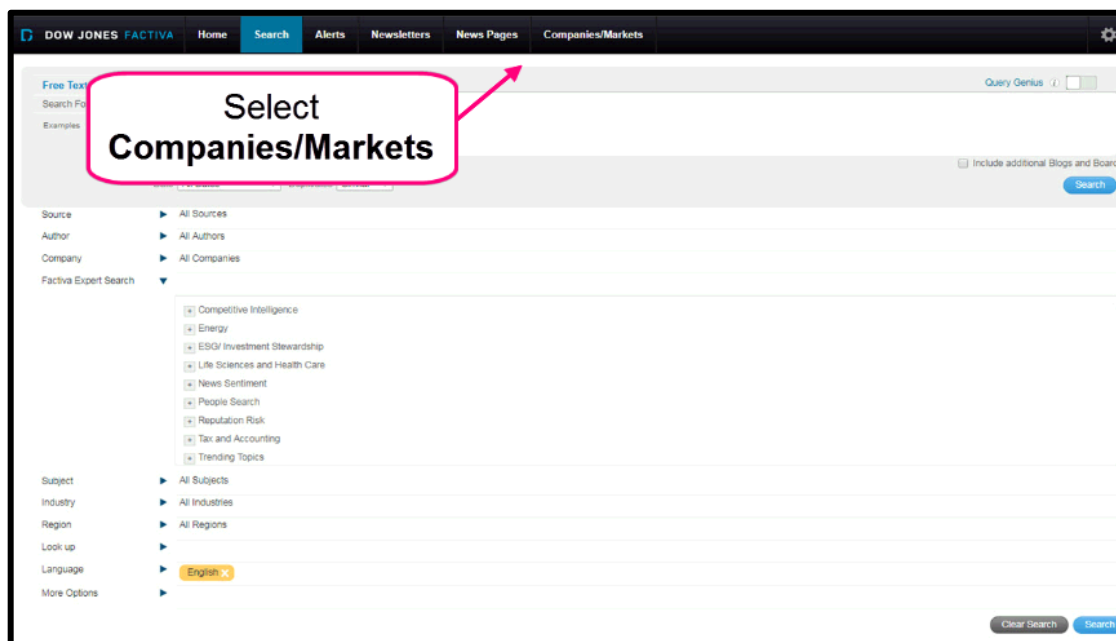 DOW JONES FACTIVA Home Search Alerts Newsletters News Pages Companies/Markets
Free Text
Query Genius i
Search Fo
Examples
Select
Companies/Markets
Include additional Blogs and Board
Search
Source All Sources
Author All Authors
Company All Companies
Factiva Expert Search
Competitive Intelligence
Energy
ESG/ Investment Stewardship
Life Sciences and Health Care
News Sentiment
People Search
Reputation Risk
Tax and Accounting
Trending Topics
Subject All Subjects
Industry All Industries
Region All Regions
Look up
Language English x
More Options
Clear Search Search